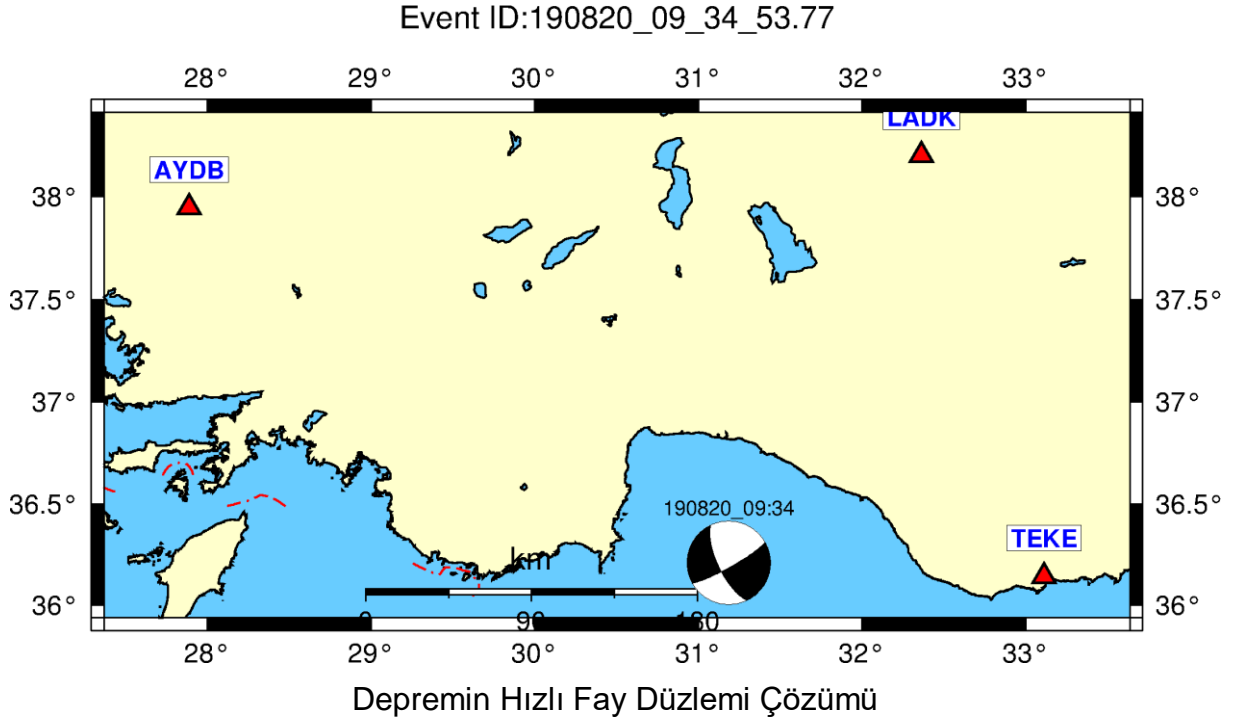 Event ID:190820_09_34_53.77
28° 29° 30° 31° 32° 33°
LADK
AYDB
38° 38°
37.5° 37.5°
37° 37°
36.5° 36.5°
190820_09:34
TEKE
km
36° 36°
0 90 180
28° 29° 30° 31° 32° 33°
Depremin Hızlı Fay Düzlemi Çözümü